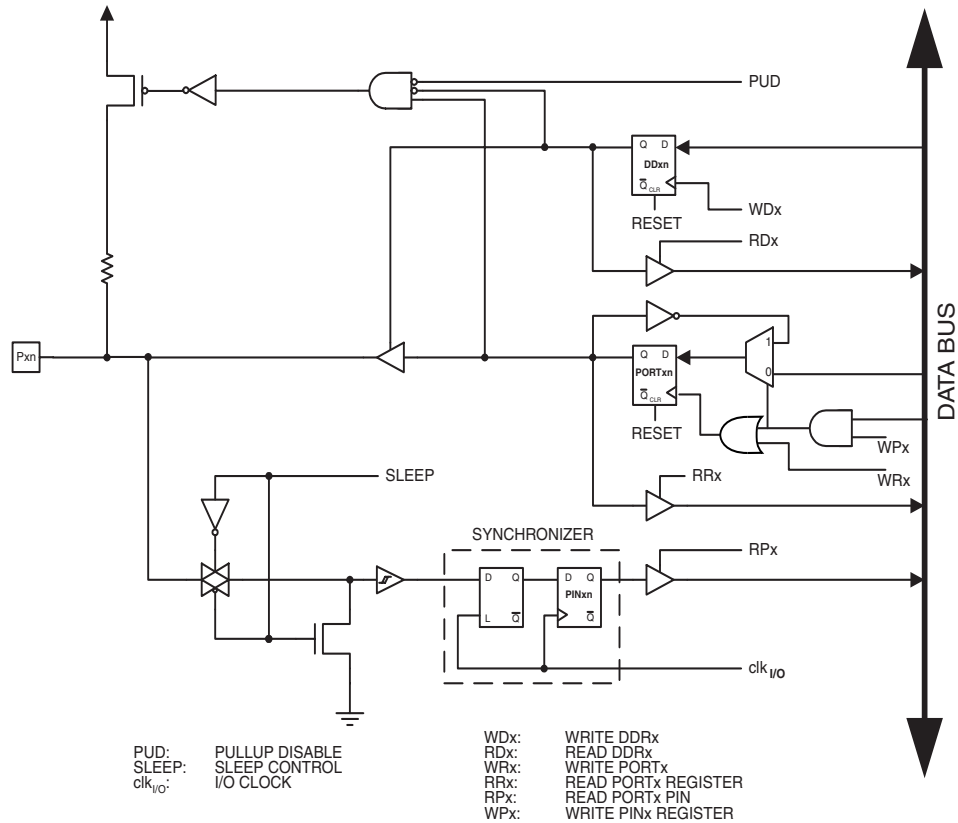 PUD
Q D
DDxn
Q CLR
WDx
RESET
RDx
Pxn
1
Q D
PORTxn
0
Q CLR
RESET
WPx
WRx
RRx
SLEEP
SYNCHRONIZER
RPx
D Q
D Q
PINxn
L Q
Q
clk I/O
DATA BUS
PUD: PULLUP DISABLE
SLEEP: SLEEP CONTROL
clkI/O: I/O CLOCK
WDx: WRITE DDRx
RDx: READ DDRx
WRx: WRITE PORTx
RRx: READ PORTx REGISTER
RPx: READ PORTx PIN
WPx: WRITE PINx REGISTER